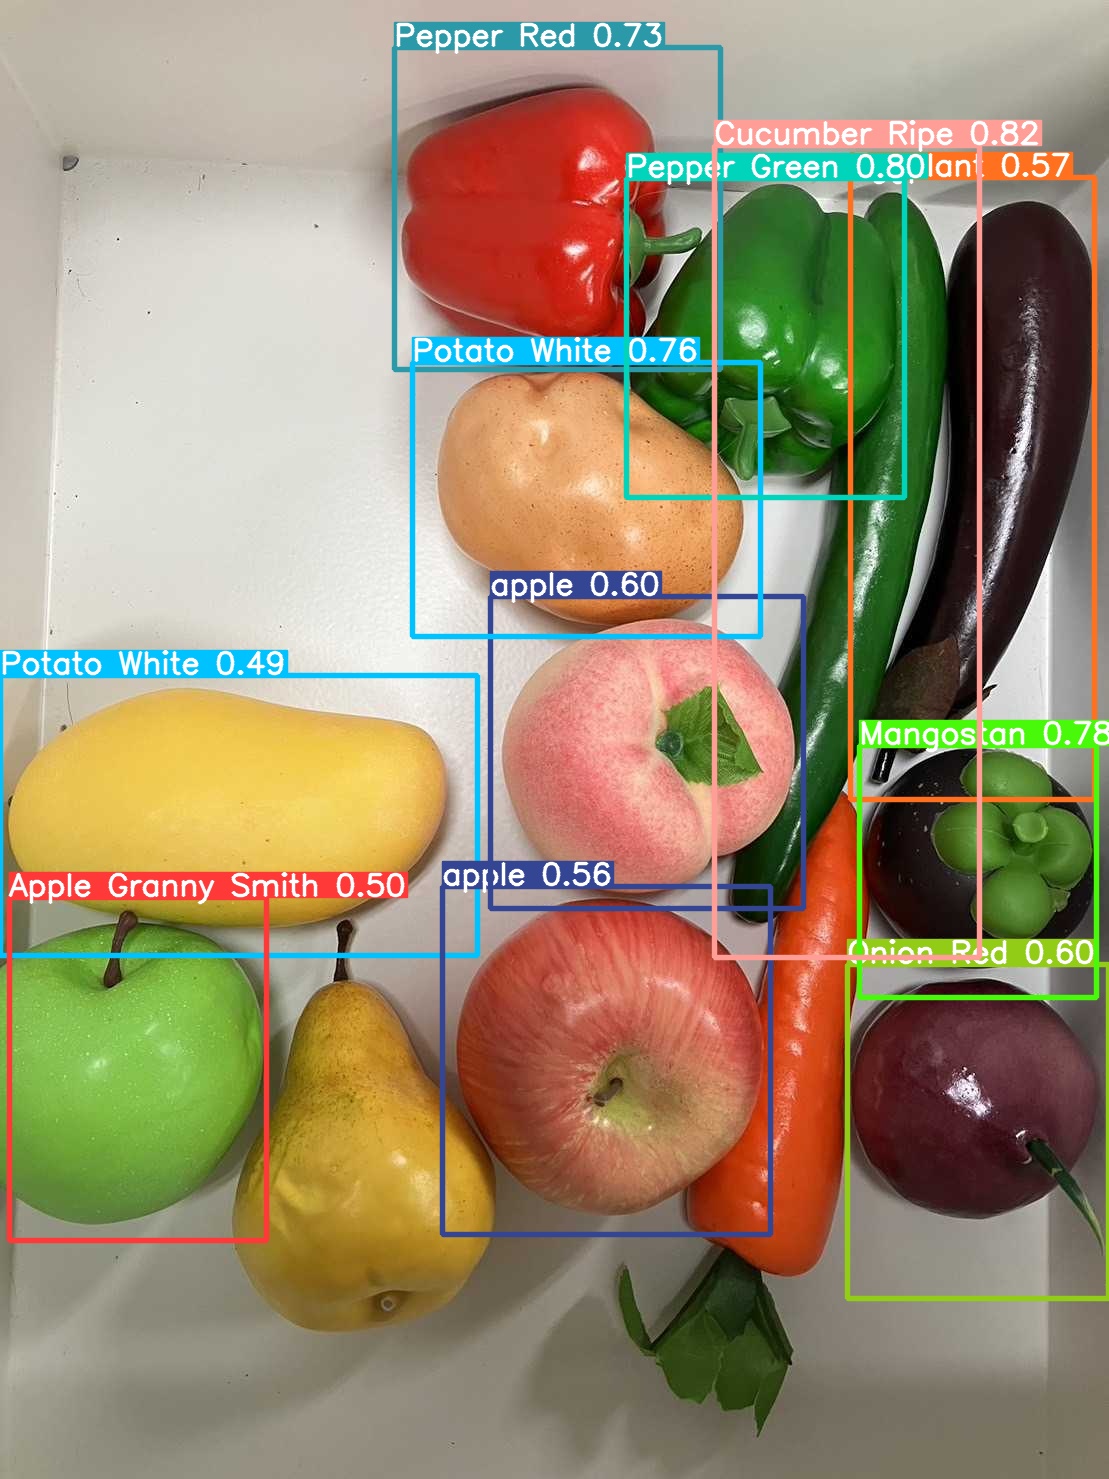 Pepper Red 0.73
Cucumber Ripe 0.82
Pepper Green 0.80
lant 0.57
Potato White 0.76
apple 0.60
Potato White 0.49
Mangostan 0.78
apple 0.56
Apple Granny Smith 0.50
Onion Red 0.60